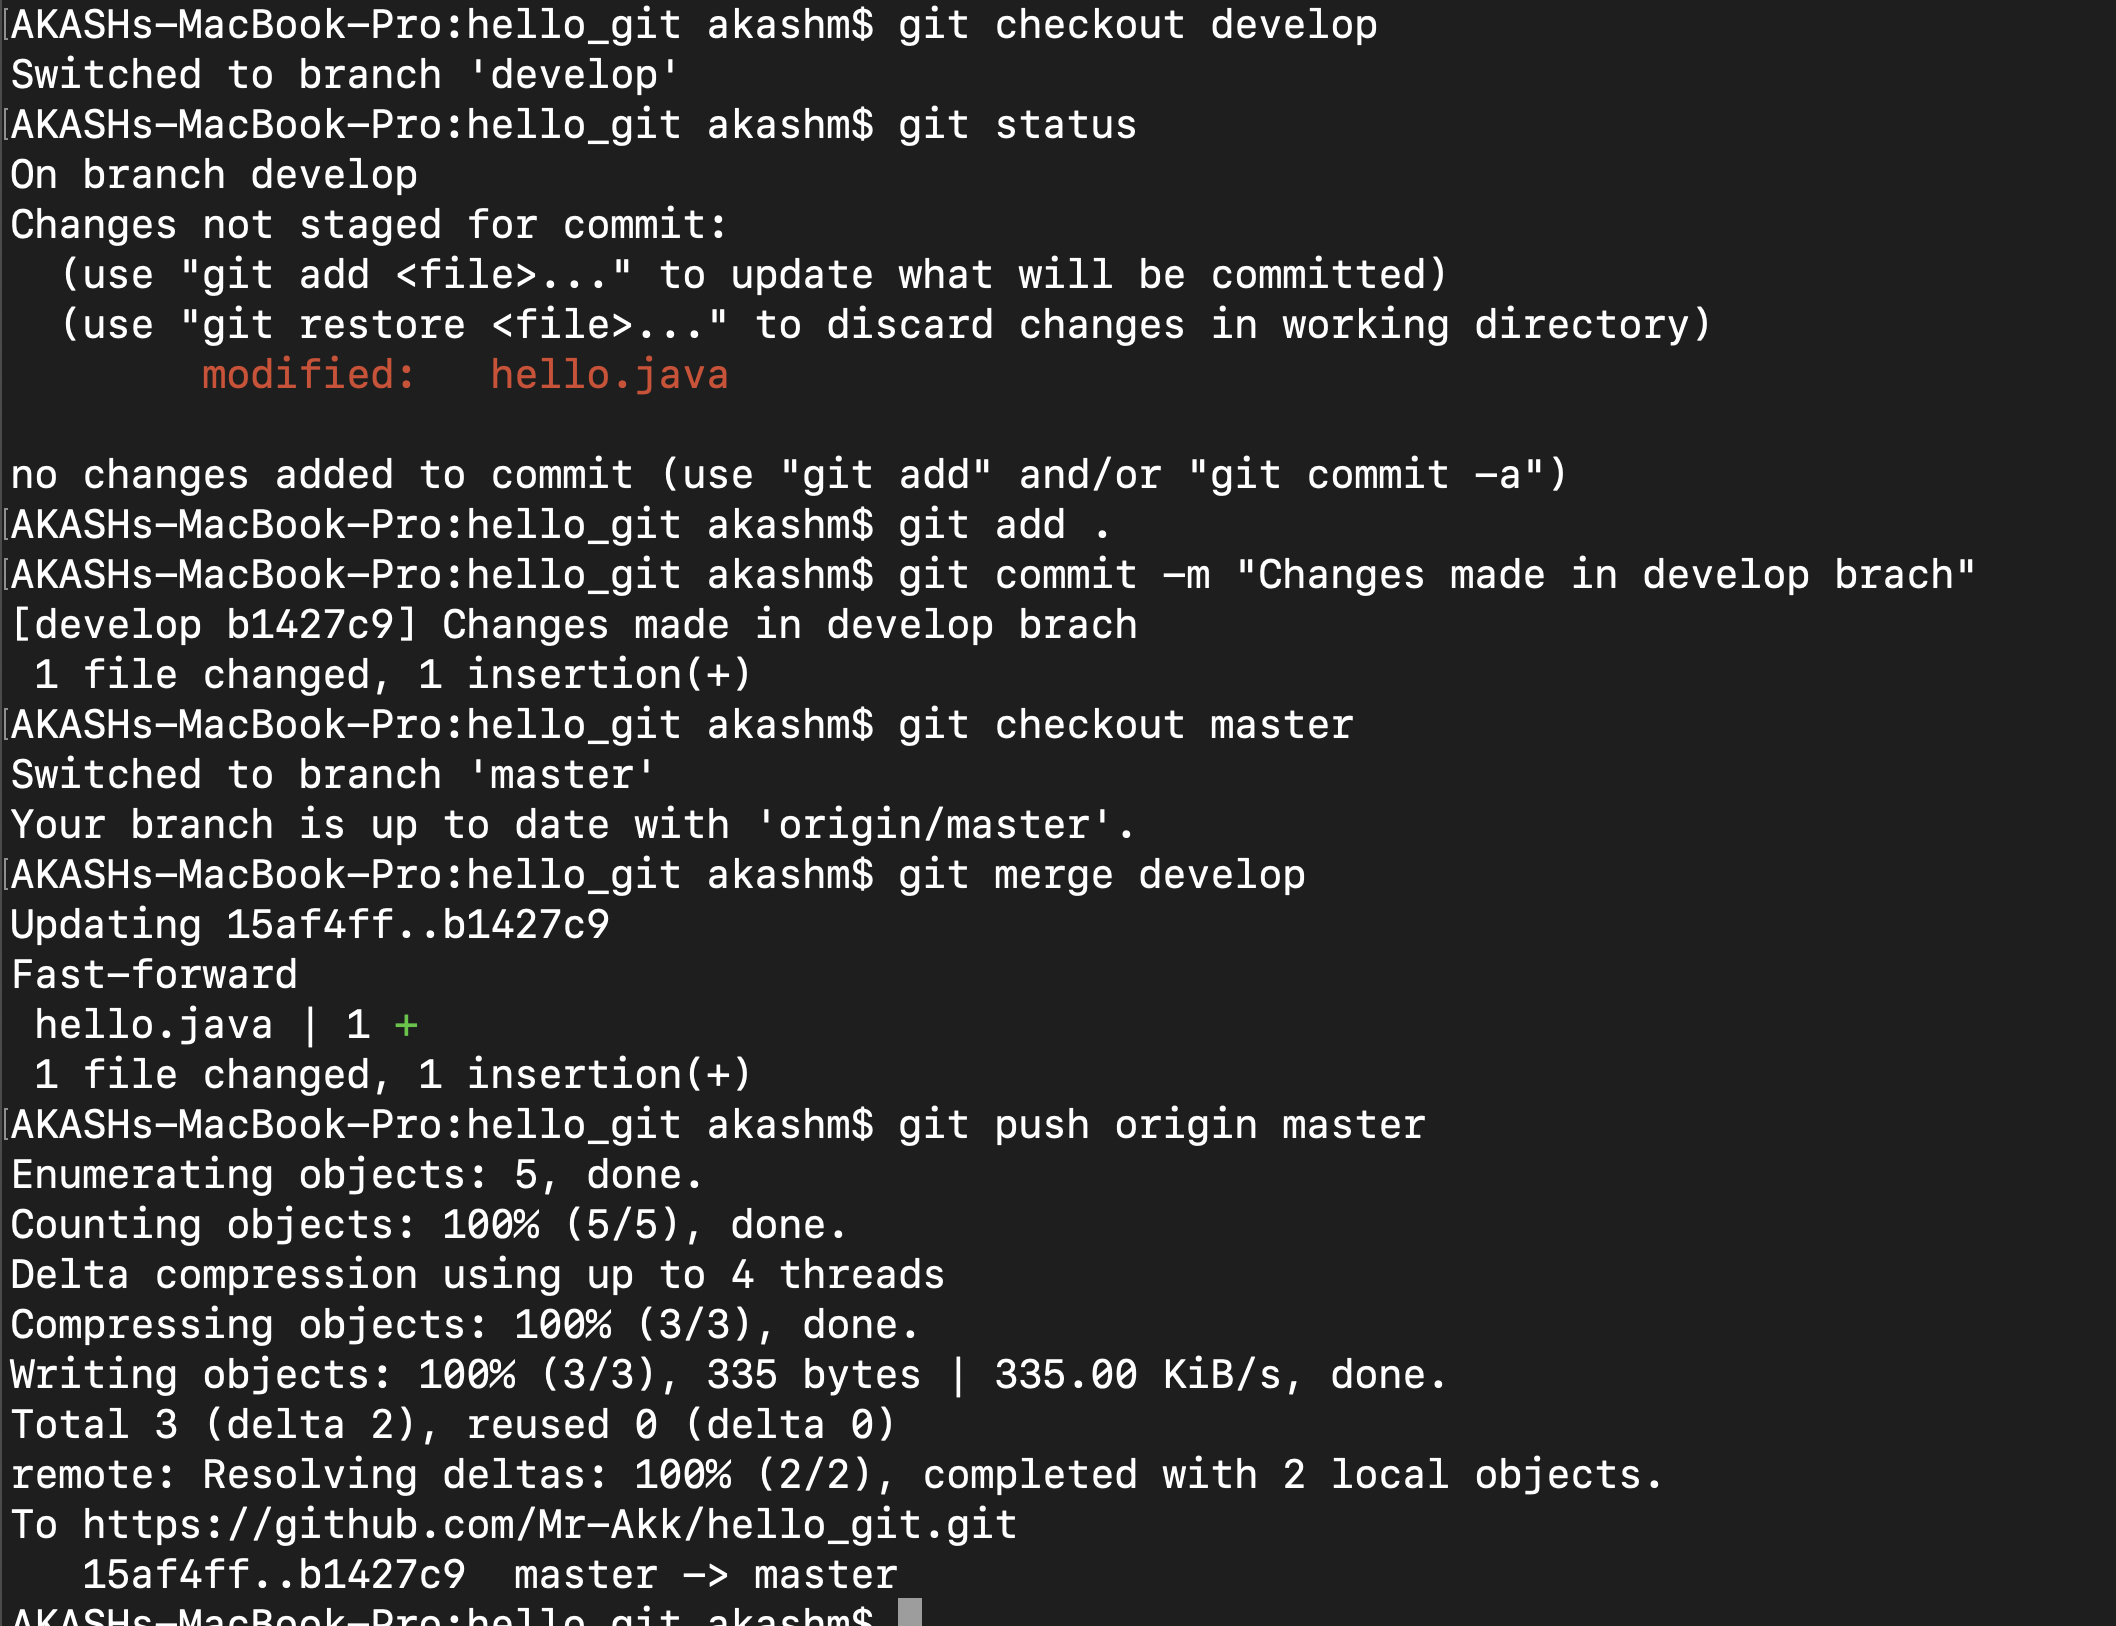 AKASHs-MacBook-Pro:hello_git akashm$ git checkout develop
Switched to branch 'develop'
AKASHs-MacBook-Pro:hello_git akashm$ git status
On branch develop
Changes not staged for commit:
  (use "git add <file>..." to update what will be committed)
  (use "git restore <file>..." to discard changes in working directory)
        modified:   hello.java

no changes added to commit (use "git add" and/or "git commit -a")
AKASHs-MacBook-Pro:hello_git akashm$ git add .
AKASHs-MacBook-Pro:hello_git akashm$ git commit -m "Changes made in develop brach"
[develop b1427c9] Changes made in develop brach
 1 file changed, 1 insertion(+)
AKASHs-MacBook-Pro:hello_git akashm$ git checkout master
Switched to branch 'master'
Your branch is up to date with 'origin/master'.
AKASHs-MacBook-Pro:hello_git akashm$ git merge develop
Updating 15af4ff..b1427c9
Fast-forward
 hello.java | 1 +
 1 file changed, 1 insertion(+)
AKASHs-MacBook-Pro:hello_git akashm$ git push origin master
Enumerating objects: 5, done.
Counting objects: 100% (5/5), done.
Delta compression using up to 4 threads
Compressing objects: 100% (3/3), done.
Writing objects: 100% (3/3), 335 bytes | 335.00 KiB/s, done.
Total 3 (delta 2), reused 0 (delta 0)
remote: Resolving deltas: 100% (2/2), completed with 2 local objects.
To https://github.com/Mr-Akk/hello_git.git
   15af4ff..b1427c9  master -> master
AKASHs-MacBook-Pro:hello_git akashm$